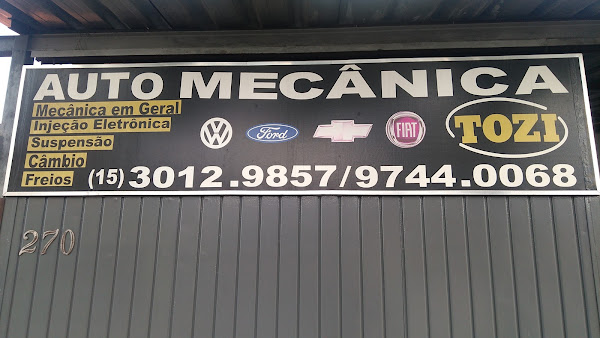 AUTO MECÂNICA
Mecânica em Geral
Injeção Eletrônica
Suspensão
Câmbio
Freios
Ford
FIAT
TOZI
(15) 3012.9857/9744.0068
270